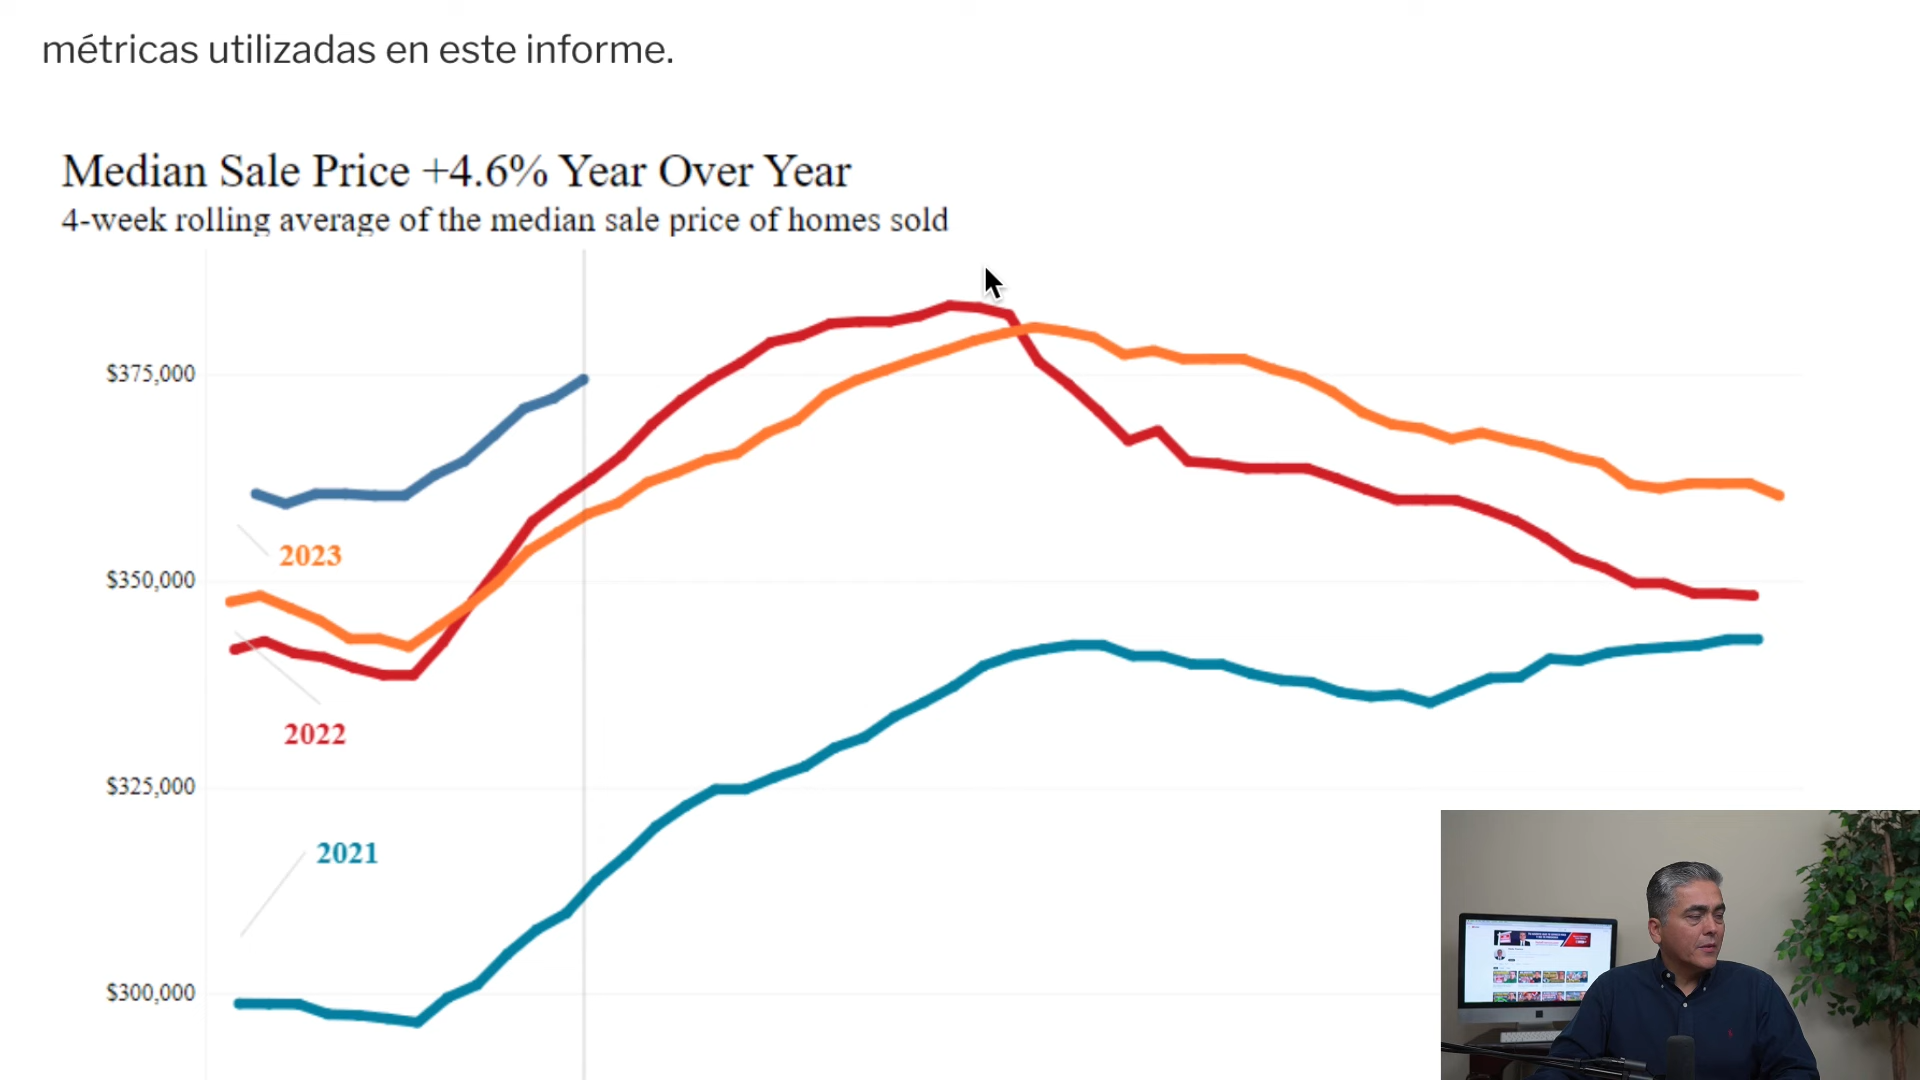 métricas utilizadas en este informe.
Median Sale Price +4.6% Year Over Year
4-week rolling average of the median sale price of homes sold
$375,000
2023
$350,000
2022
$325,000
2021
$300,000